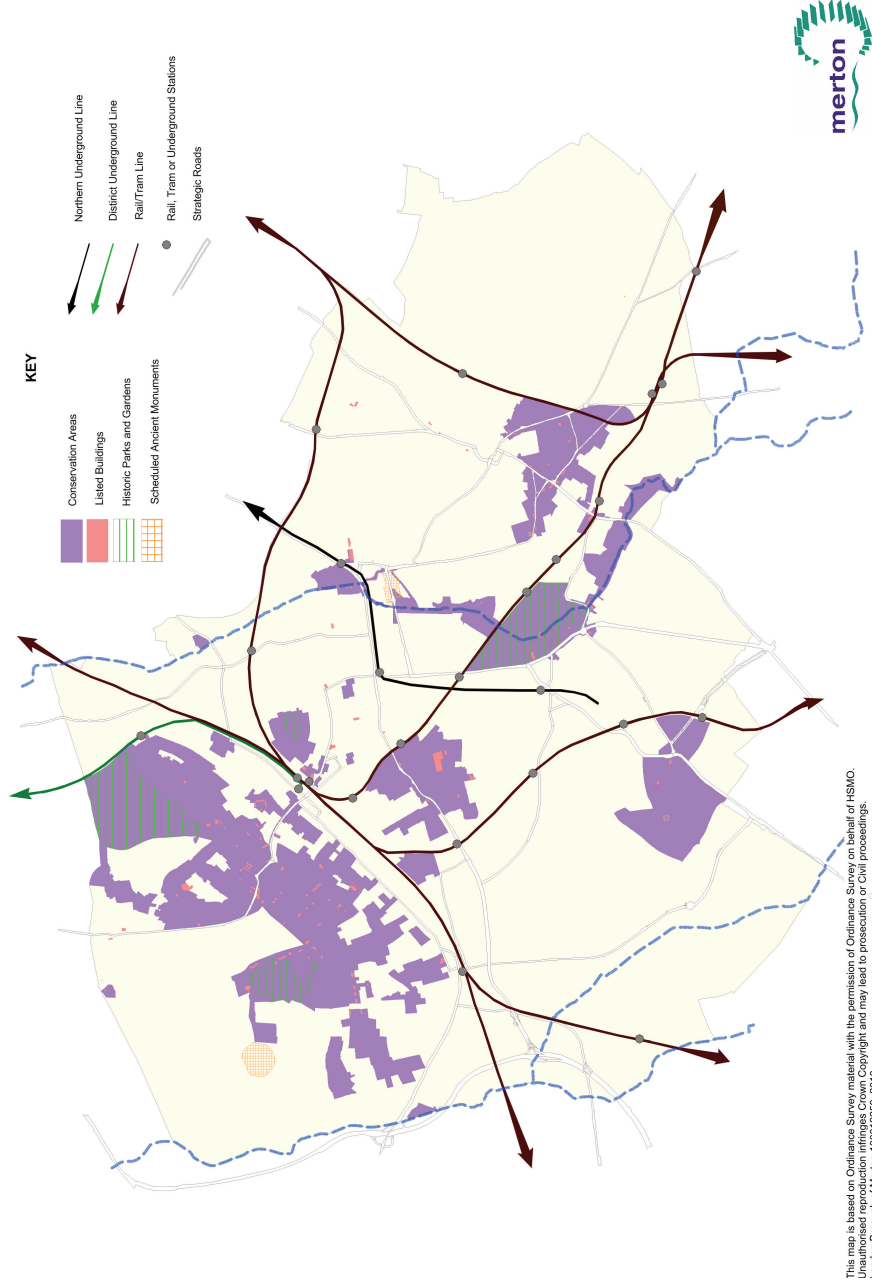 KEY
Conservation Areas
Listed Buildings
Historic Parks and Gardens
Scheduled Ancient Monuments
Northern Underground Line
District Underground Line
Rail/Tram Line
Rail, Tram or Underground Stations
Strategic Roads
merton
This map is based on Ordinance Survey material with the permission of Ordinance Survey on behalf of HSMO.
Unauthorised reproduction infringes Crown Copyright and may lead to prosecution or Civil proceedings.